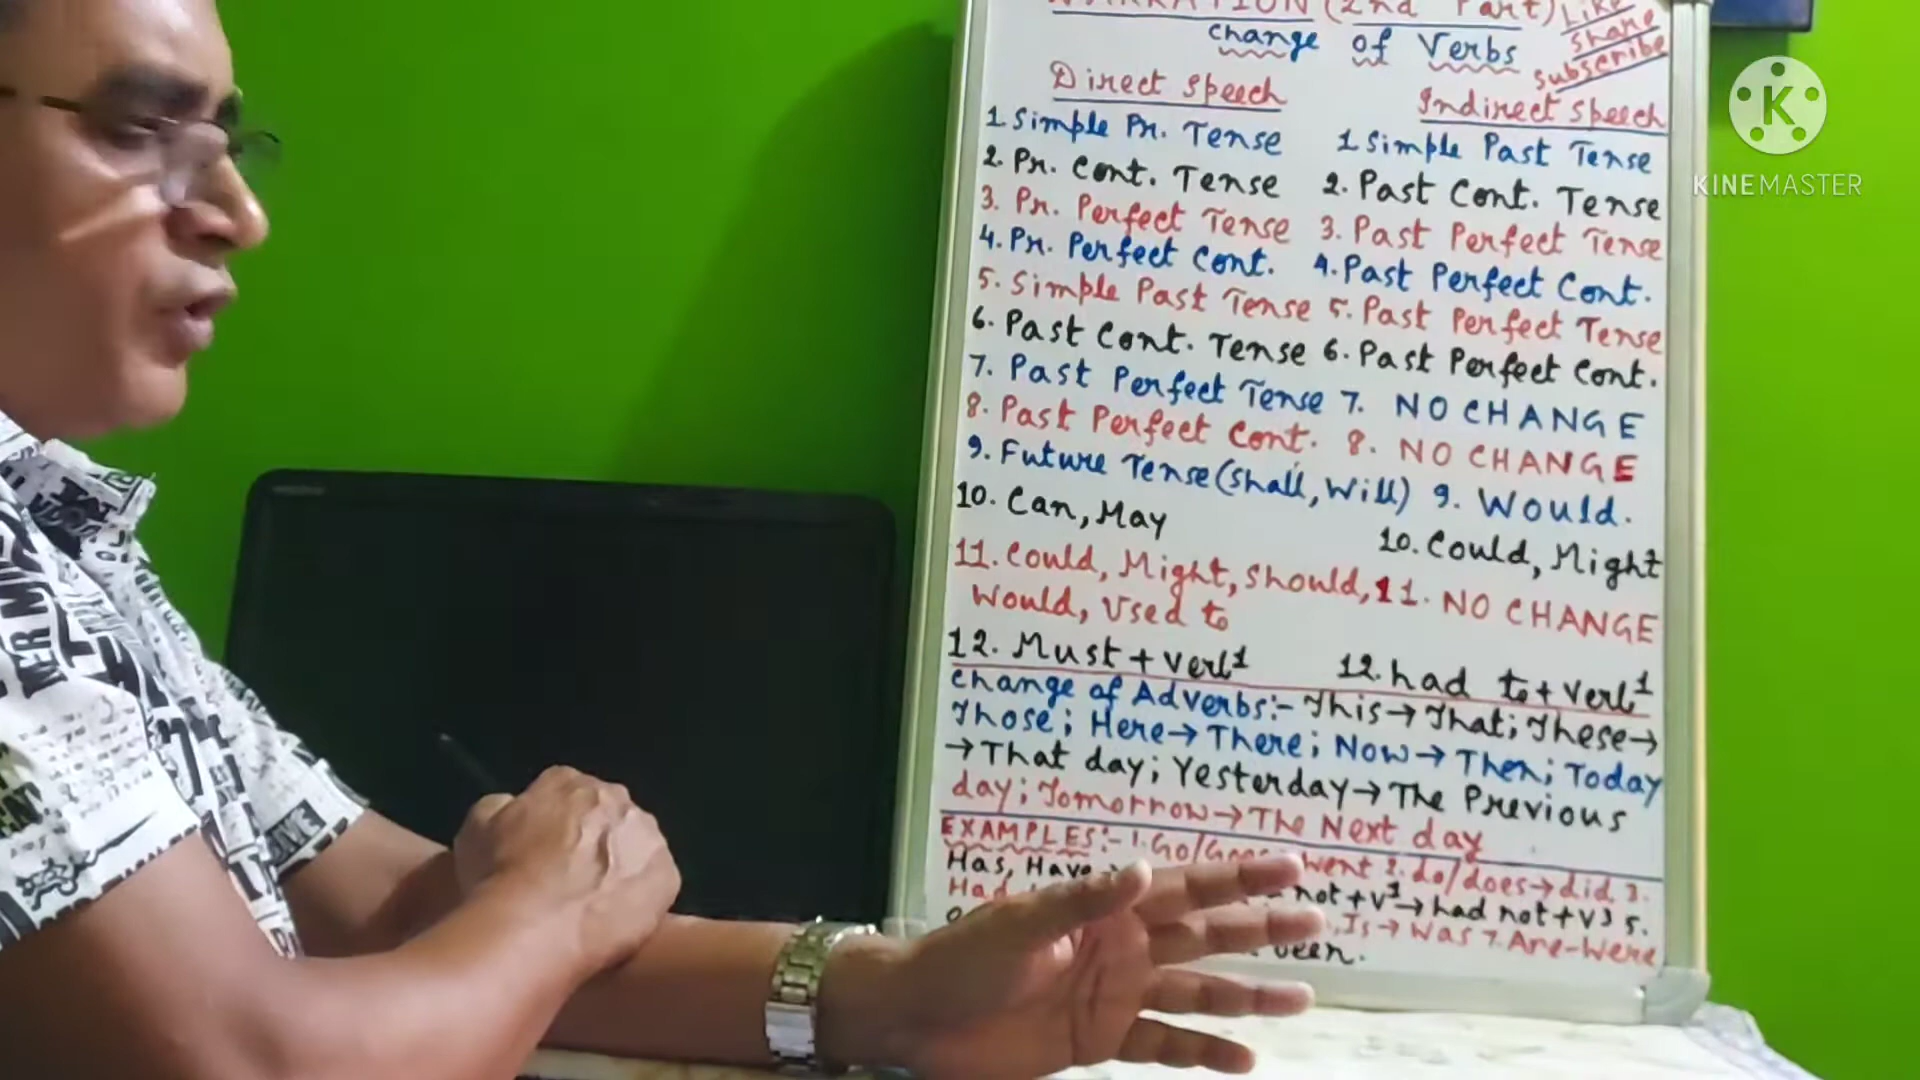 NARRATION (2nd Part) Like
Share
Subscribe
Change of Verbs
Direct Speech Indirect Speech
1. Simple Pr. Tense 1. Simple Past Tense
2. Pr. Cont. Tense 2. Past Cont. Tense
3. Pr. Perfect Tense 3. Past Perfect Tense
4. Pr. Perfect Cont. 4. Past Perfect Cont.
5. Simple Past Tense 5. Past Perfect Tense
6. Past Cont. Tense 6. Past Perfect Cont.
7. Past Perfect Tense 7. NO CHANGE
8. Past Perfect Cont. 8. NO CHANGE
9. Future Tense (Shall, Will) 9. Would.
10. Can, May 10. Could, Might
11. Could, Might, Should, 11. NO CHANGE
Would, Used to
12. Must + Verb1 12. had to + Verb1
Change of Adverbs:- This → That; These →
Those; Here → There; Now → Then; Today
→ That day; Yesterday → The Previous
day; Tomorrow → The Next day
EXAMPLES:- 1. Go/Goes Went 2. do/does → did 3.
Has, Have → not + V1 → had not + V3 5.
Had Is → Was 7. Are - Were
been.
K
KINEMASTER